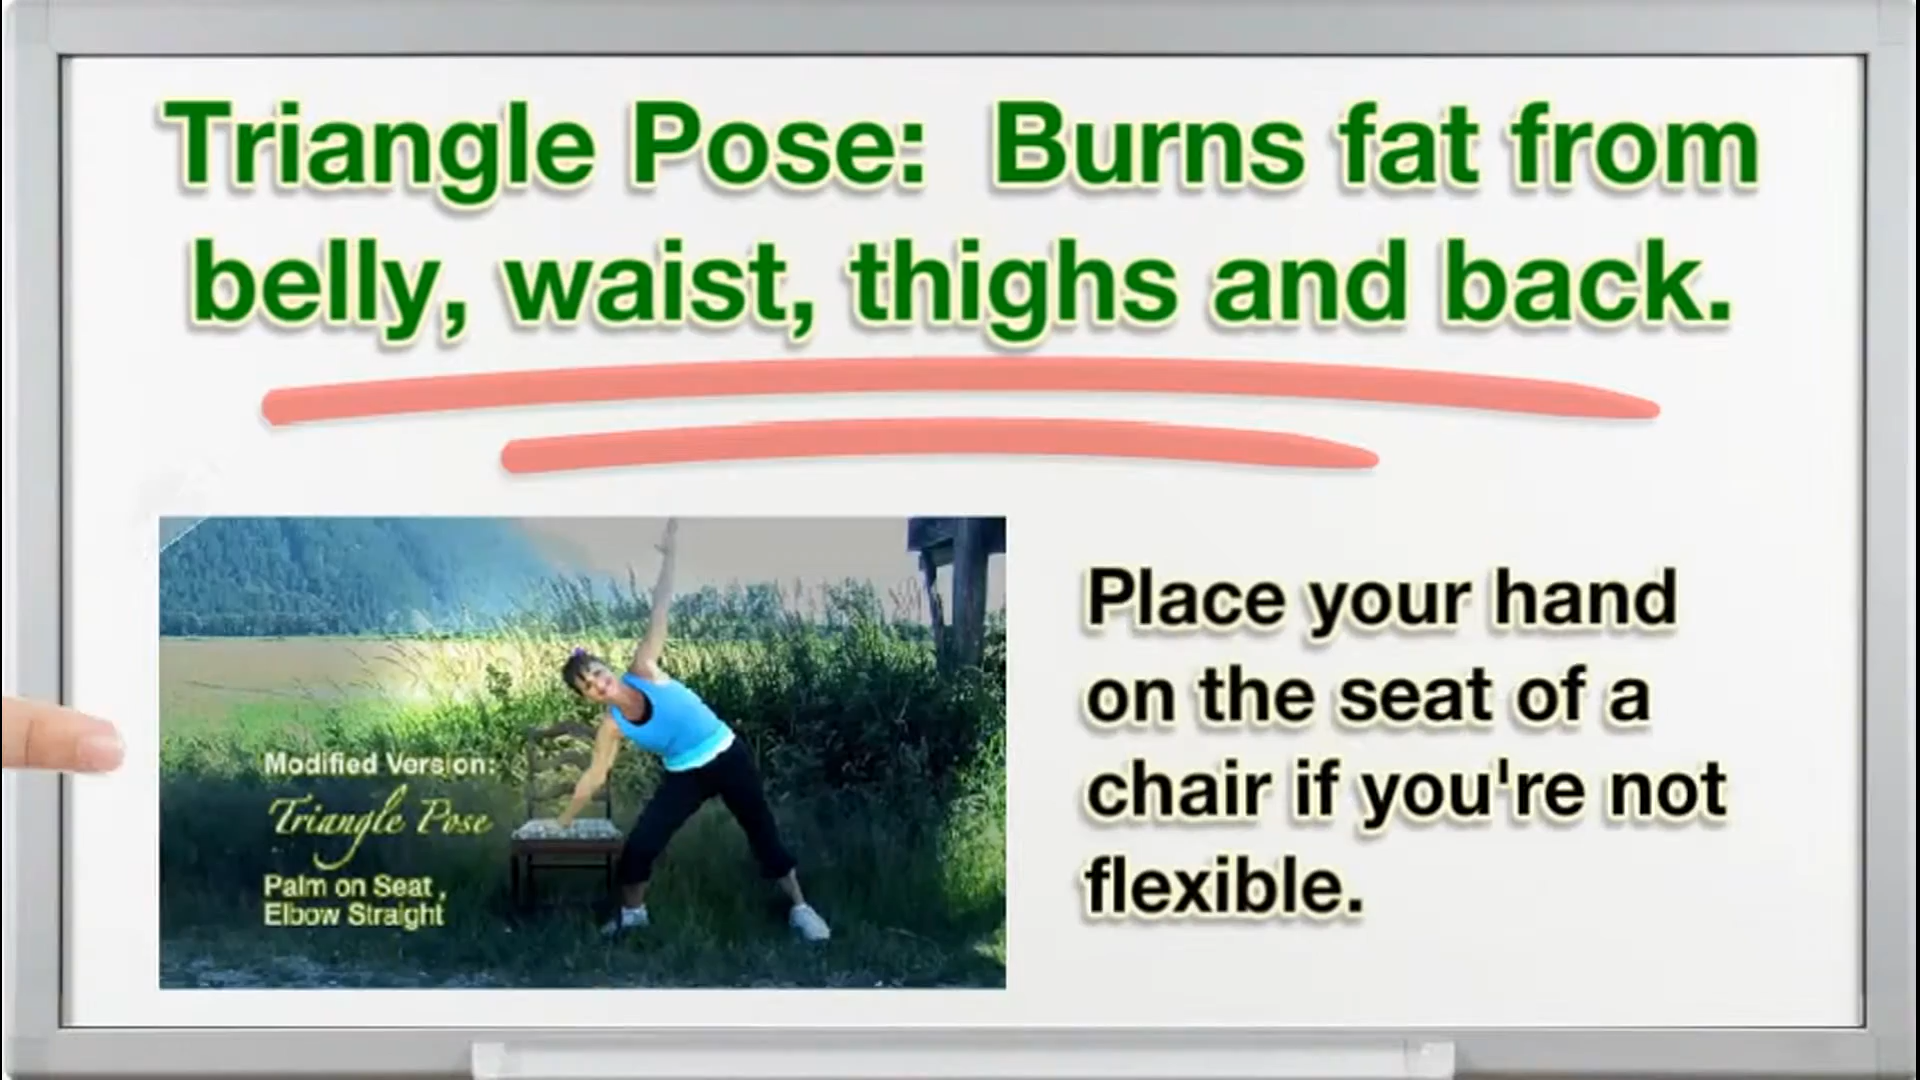 Triangle Pose: Burns fat from
belly, waist, thighs and back.
Modified Version:
Triangle Pose
Palm on Seat ,
Elbow Straight
Place your hand
on the seat of a
chair if you're not
flexible.